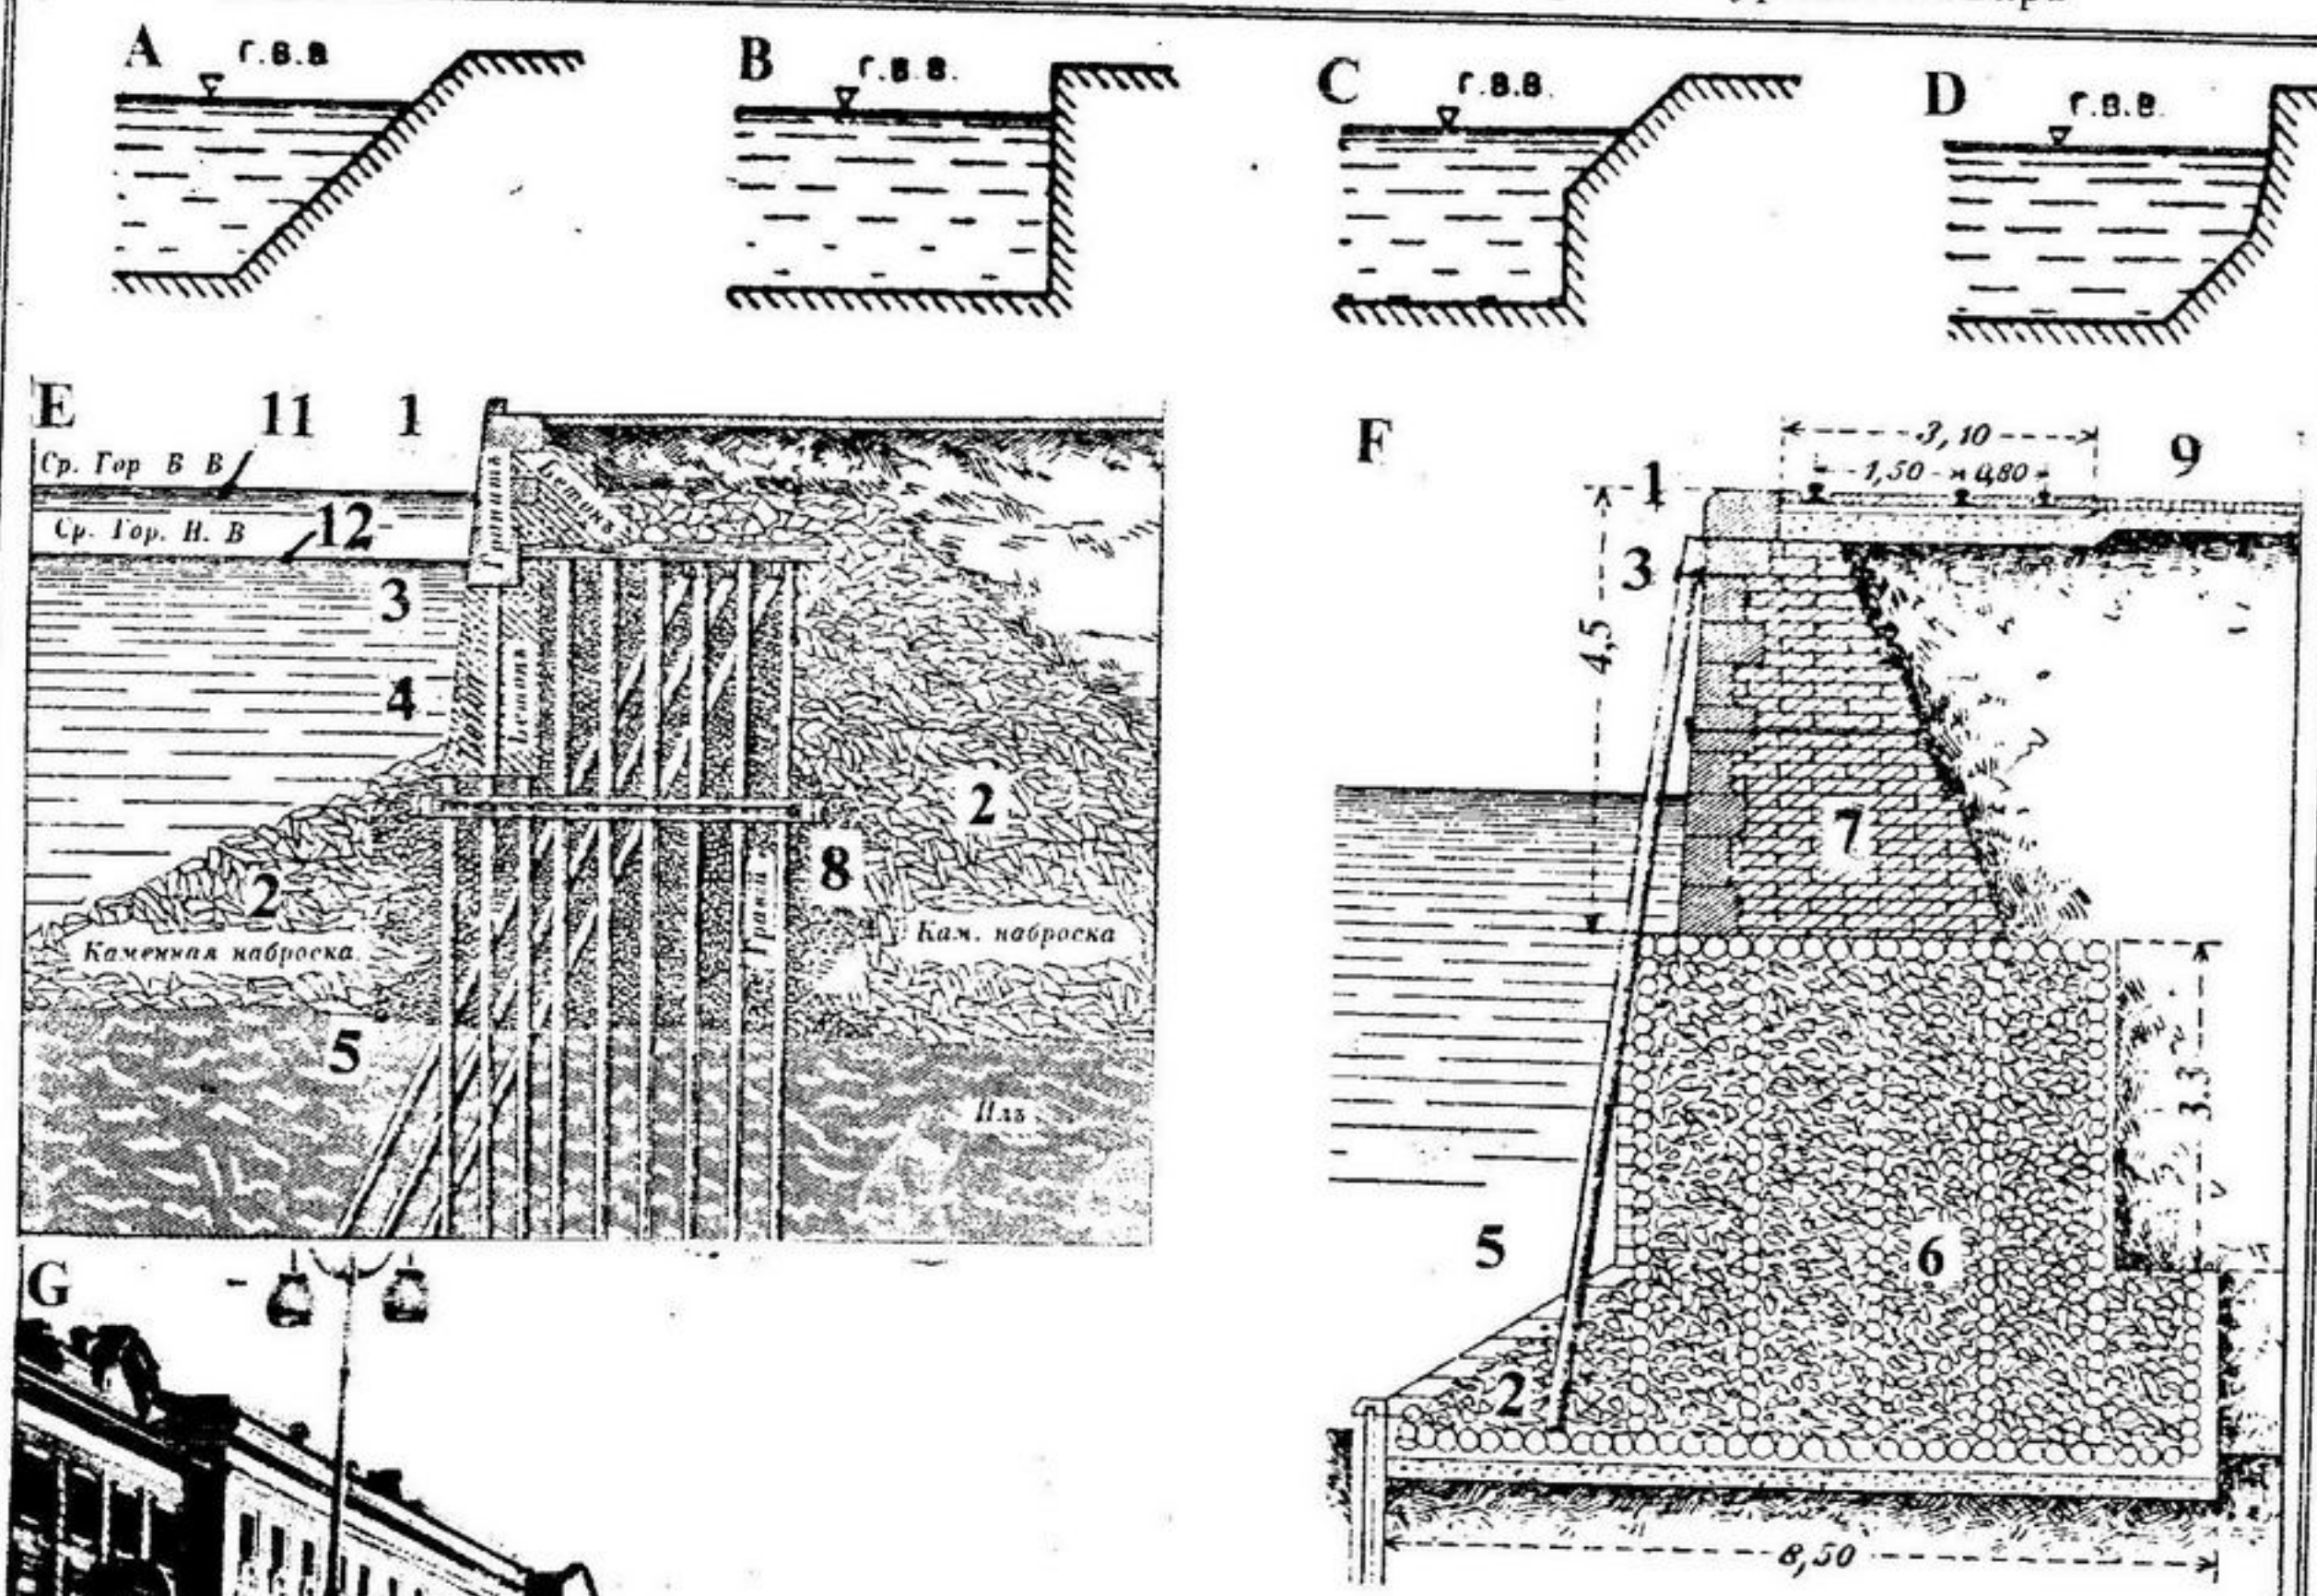 A
г.в.в
B
г.в.в.
C
г.в.в.
D
г.в.в.
E
11
1
Ср. Гор В В
12
Ср. Гор. Н. В
Гранитъ
Бетонъ
3
4
Бетонъ
Бетонъ
2
8
2
Гравий
Каменная наброска.
Кам. наброска
5
Илъ
F
3,10
1,50
0,80
9
1
3
4,5
7
3.3
5
6
2
8,50
G